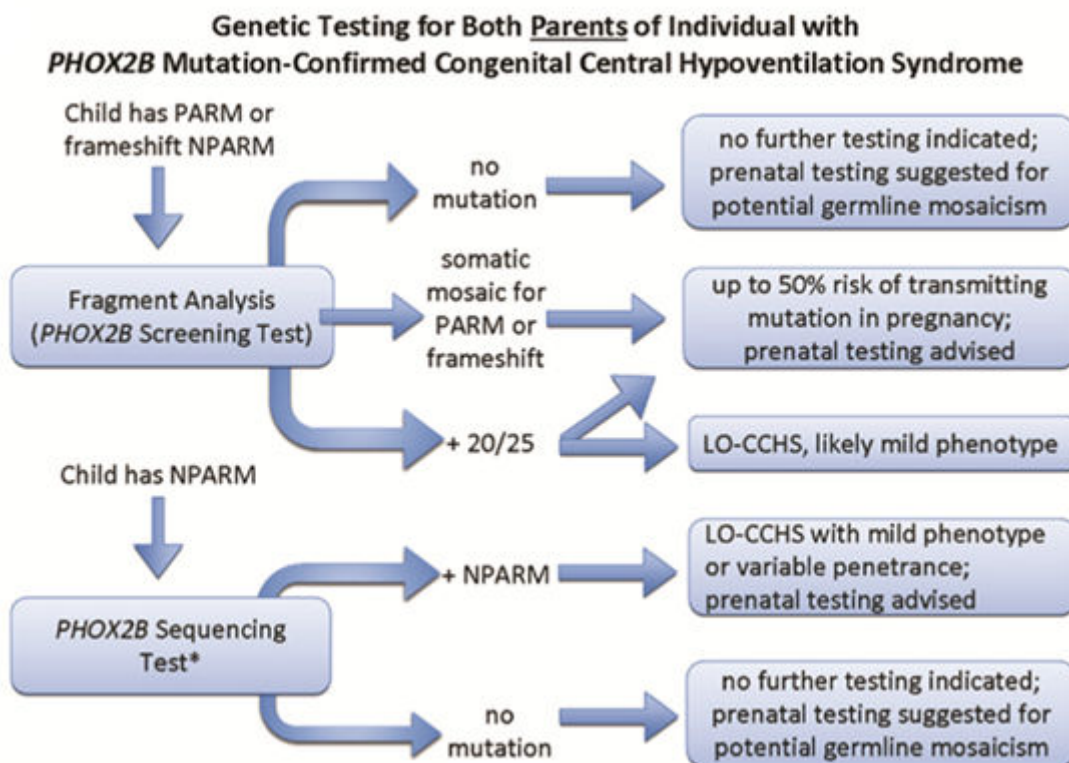 Genetic Testing for Both Parents of Individual with
PHOX2B Mutation-Confirmed Congenital Central Hypoventilation Syndrome
Child has PARM or
frameshift NPARM
Fragment Analysis
(PHOX2B Screening Test)
no
mutation
no further testing indicated;
prenatal testing suggested for
potential germline mosaicism
somatic
mosaic for
PARM or
frameshift
up to 50% risk of transmitting
mutation in pregnancy;
prenatal testing advised
+ 20/25
LO-CCHS, likely mild phenotype
Child has NPARM
PHOX2B Sequencing
Test*
+ NPARM
LO-CCHS with mild phenotype
or variable penetrance;
prenatal testing advised
no
mutation
no further testing indicated;
prenatal testing suggested for
potential germline mosaicism